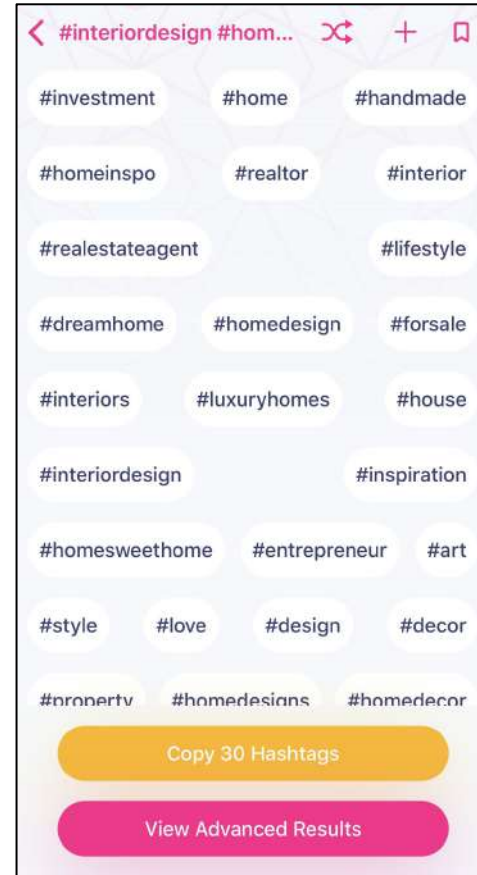 #interiordesign #hom...
#investment #home #handmade
#homeinspo #realtor #interior
#realestateagent #lifestyle
#dreamhome #homedesign #forsale
#interiors #luxuryhomes #house
#interiordesign #inspiration
#homesweethome #entrepreneur #art
#style #love #design #decor
#property #homedesigns #homedecor
Copy 30 Hashtags
View Advanced Results